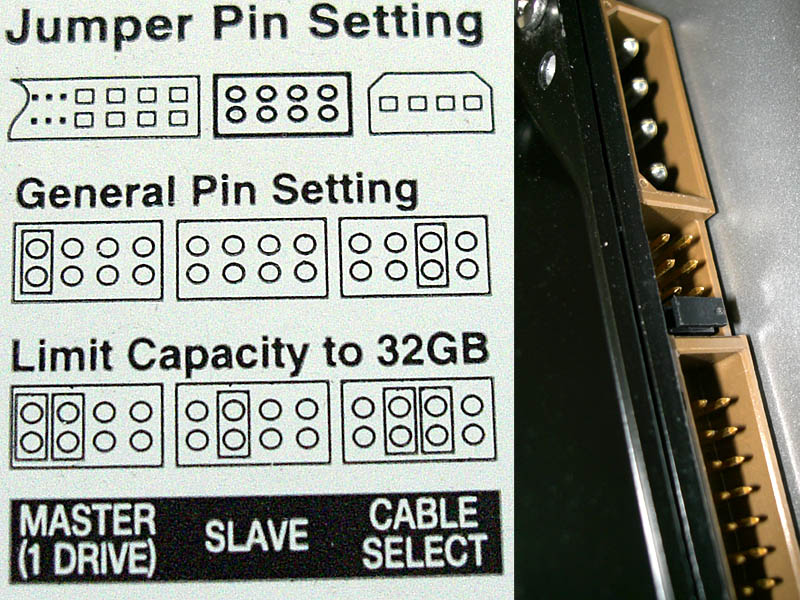 Jumper Pin Setting
General Pin Setting
Limit Capacity to 32GB
MASTER
(1 DRIVE)
SLAVE
CABLE
SELECT